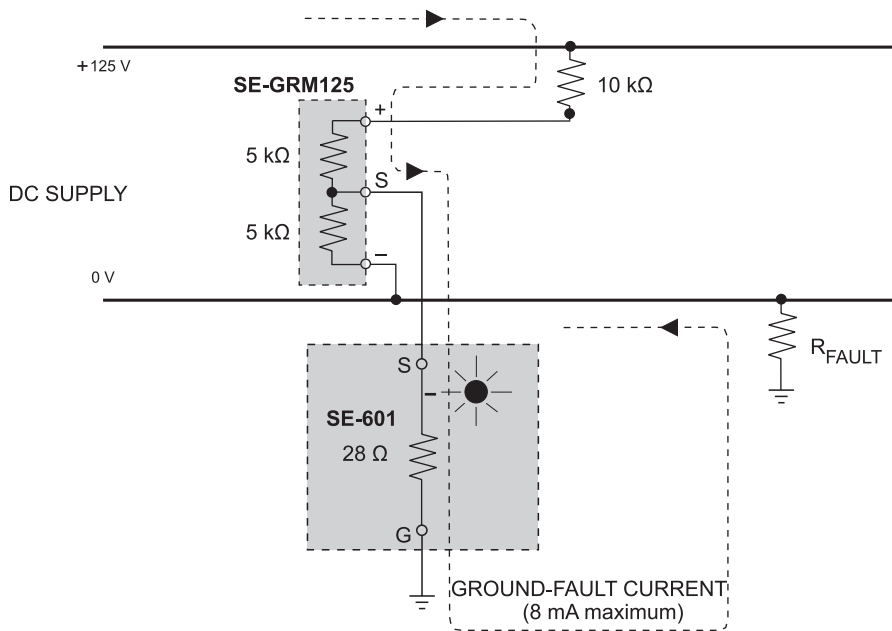 +125 V
SE-GRM125
10 kΩ
+
5 kΩ
S
DC SUPPLY
5 kΩ
–
0 V
R FAULT
S
–
SE-601
28 Ω
G
GROUND-FAULT CURRENT
(8 mA maximum)